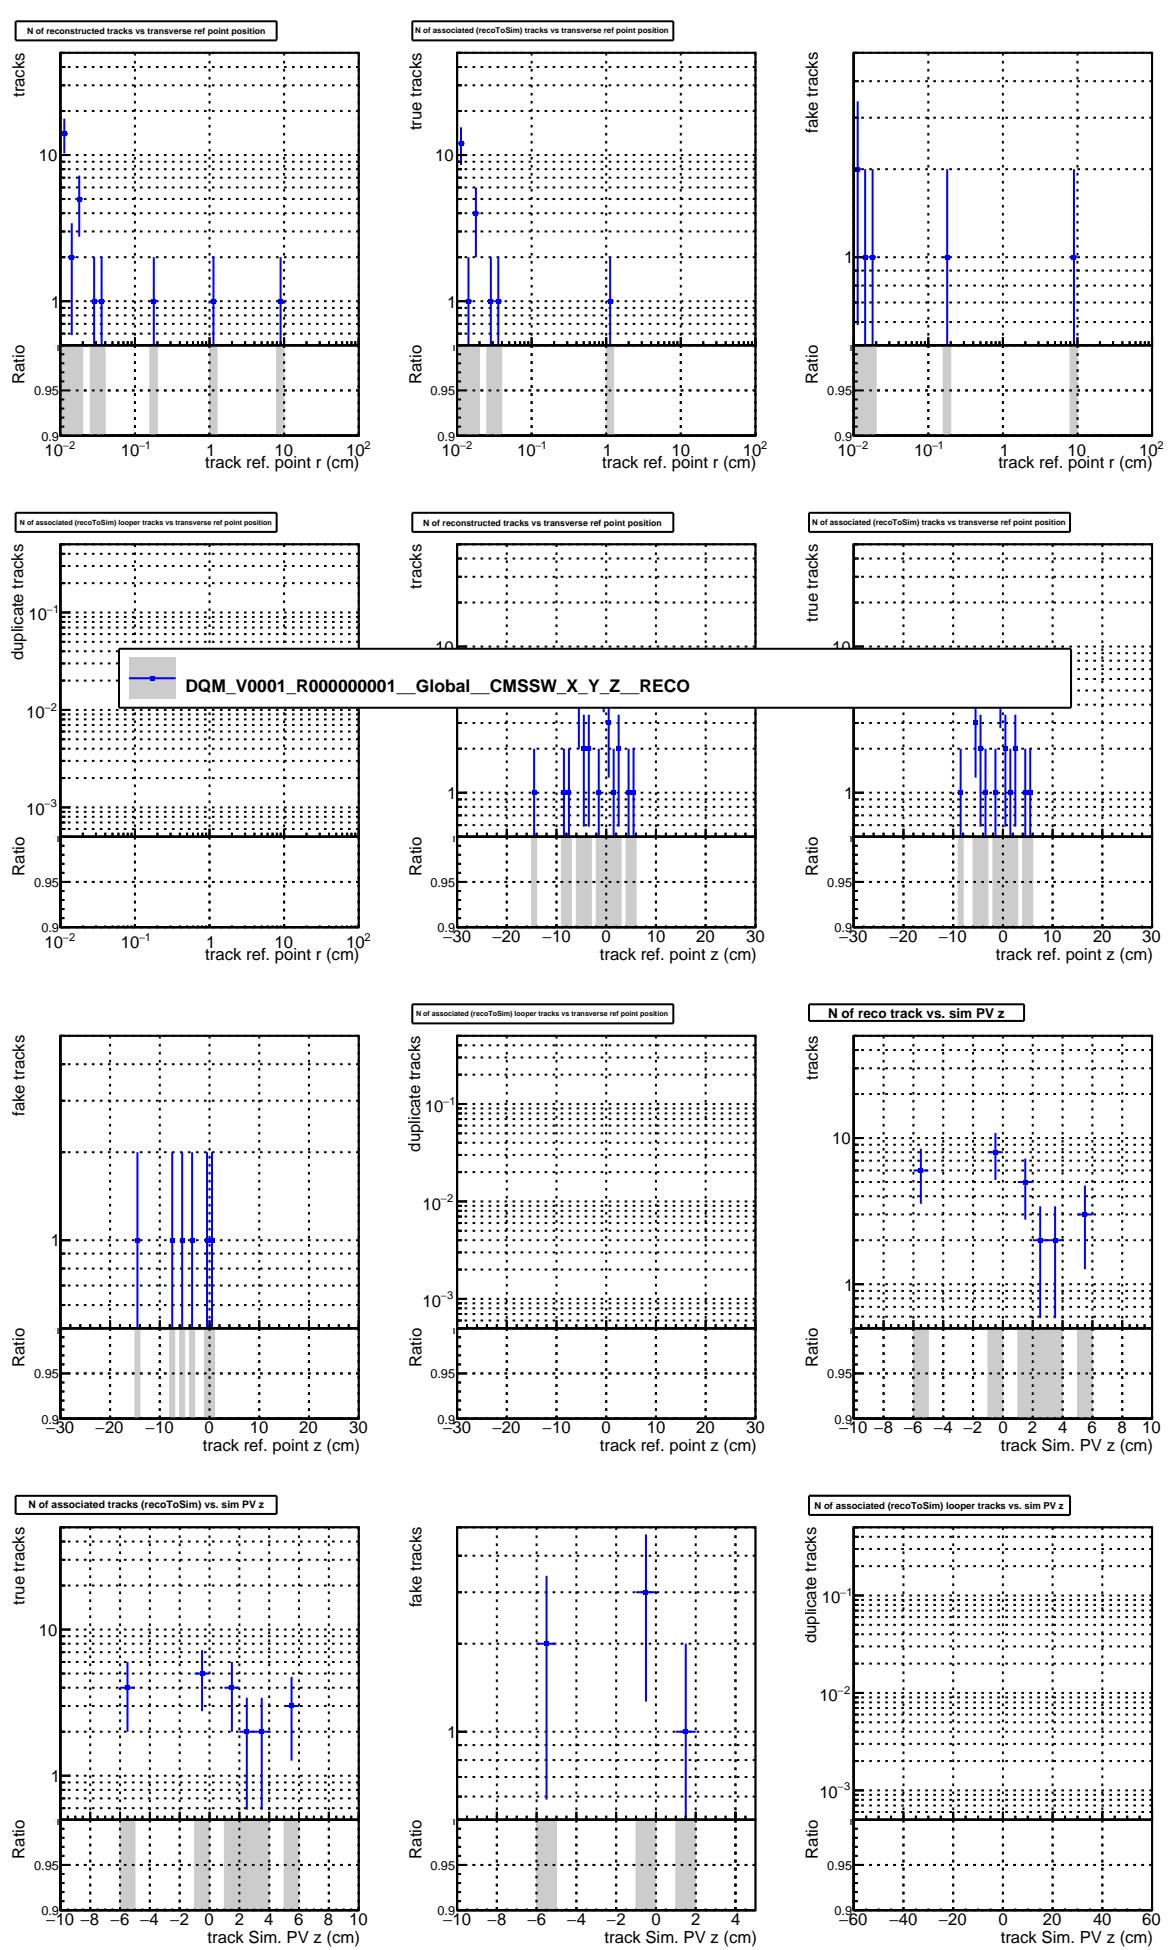 N of reconstructed tracks vs transverse ref point position
tracks
10
1
Ratio
0.95
0.9
10⁻² 10⁻¹ 1 10 10²
track ref. point r (cm)
N of associated (recoToSim) tracks vs transverse ref point position
true tracks
10
1
Ratio
0.95
0.9
10⁻² 10⁻¹ 1 10 10²
track ref. point r (cm)
fake tracks
1
Ratio
0.95
0.9
10⁻² 10⁻¹ 1 10 10²
track ref. point r (cm)
N of associated (recoToSim) looper tracks vs transverse ref point position
duplicate tracks
10⁻¹
10⁻²
10⁻³
Ratio
0.95
0.9
10⁻² 10⁻¹ 1 10 10²
track ref. point r (cm)
N of reconstructed tracks vs transverse ref point position
tracks
10
1
Ratio
0.95
0.9
−30 −20 −10 0 10 20 30
track ref. point z (cm)
N of associated (recoToSim) tracks vs transverse ref point position
true tracks
10
1
Ratio
0.95
0.9
−30 −20 −10 0 10 20 30
track ref. point z (cm)
DQM_V0001_R000000001__Global__CMSSW_X_Y_Z__RECO
fake tracks
1
Ratio
0.95
0.9
−30 −20 −10 0 10 20 30
track ref. point z (cm)
N of associated (recoToSim) looper tracks vs transverse ref point position
duplicate tracks
10⁻¹
10⁻²
10⁻³
Ratio
0.95
0.9
−30 −20 −10 0 10 20 30
track ref. point z (cm)
N of reco track vs. sim PV z
tracks
10
1
Ratio
0.95
0.9
−10 −8 −6 −4 −2 0 2 4 6 8 10
track Sim. PV z (cm)
N of associated tracks (recoToSim) vs. sim PV z
true tracks
10
1
Ratio
0.95
0.9
−10 −8 −6 −4 −2 0 2 4 6 8 10
track Sim. PV z (cm)
fake tracks
1
Ratio
0.95
0.9
−10 −8 −6 −4 −2 0 2 4
track Sim. PV z (cm)
N of associated (recoToSim) looper tracks vs. sim PV z
duplicate tracks
10⁻¹
10⁻²
10⁻³
Ratio
0.95
0.9
−60 −40 −20 0 20 40 60
track Sim. PV z (cm)